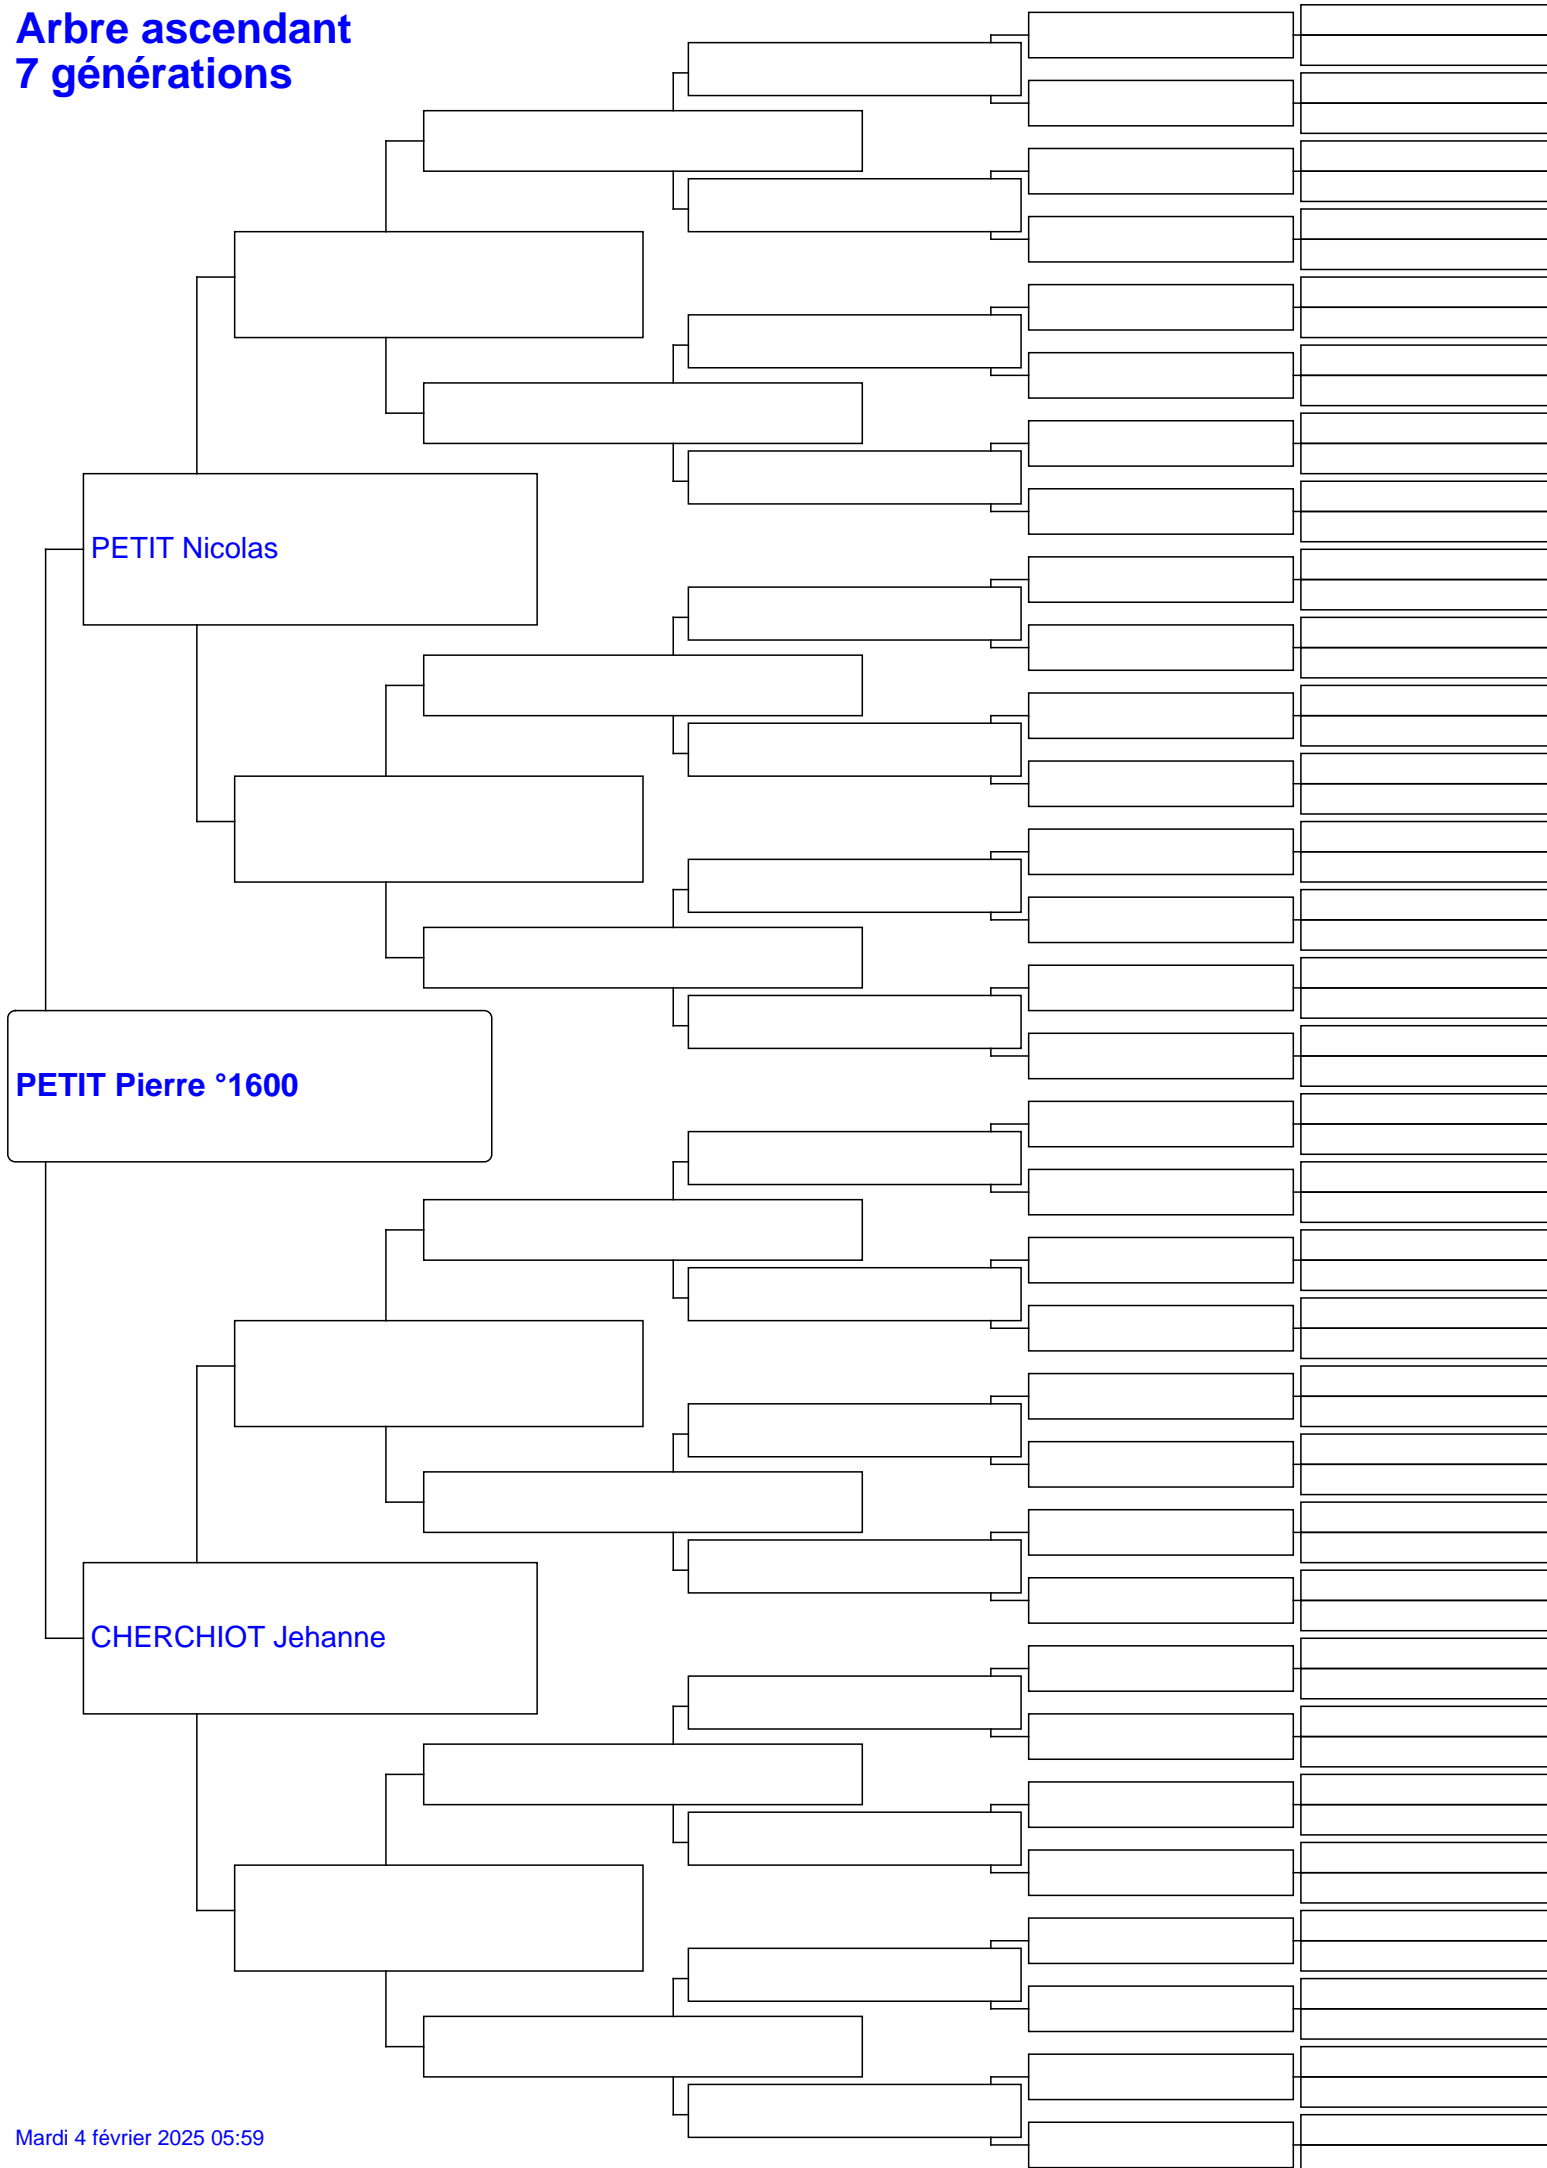 Arbre ascendant
7 générations
PETIT Nicolas
PETIT Pierre °1600
CHERCHIOT Jehanne
Mardi 4 février 2025 05:59